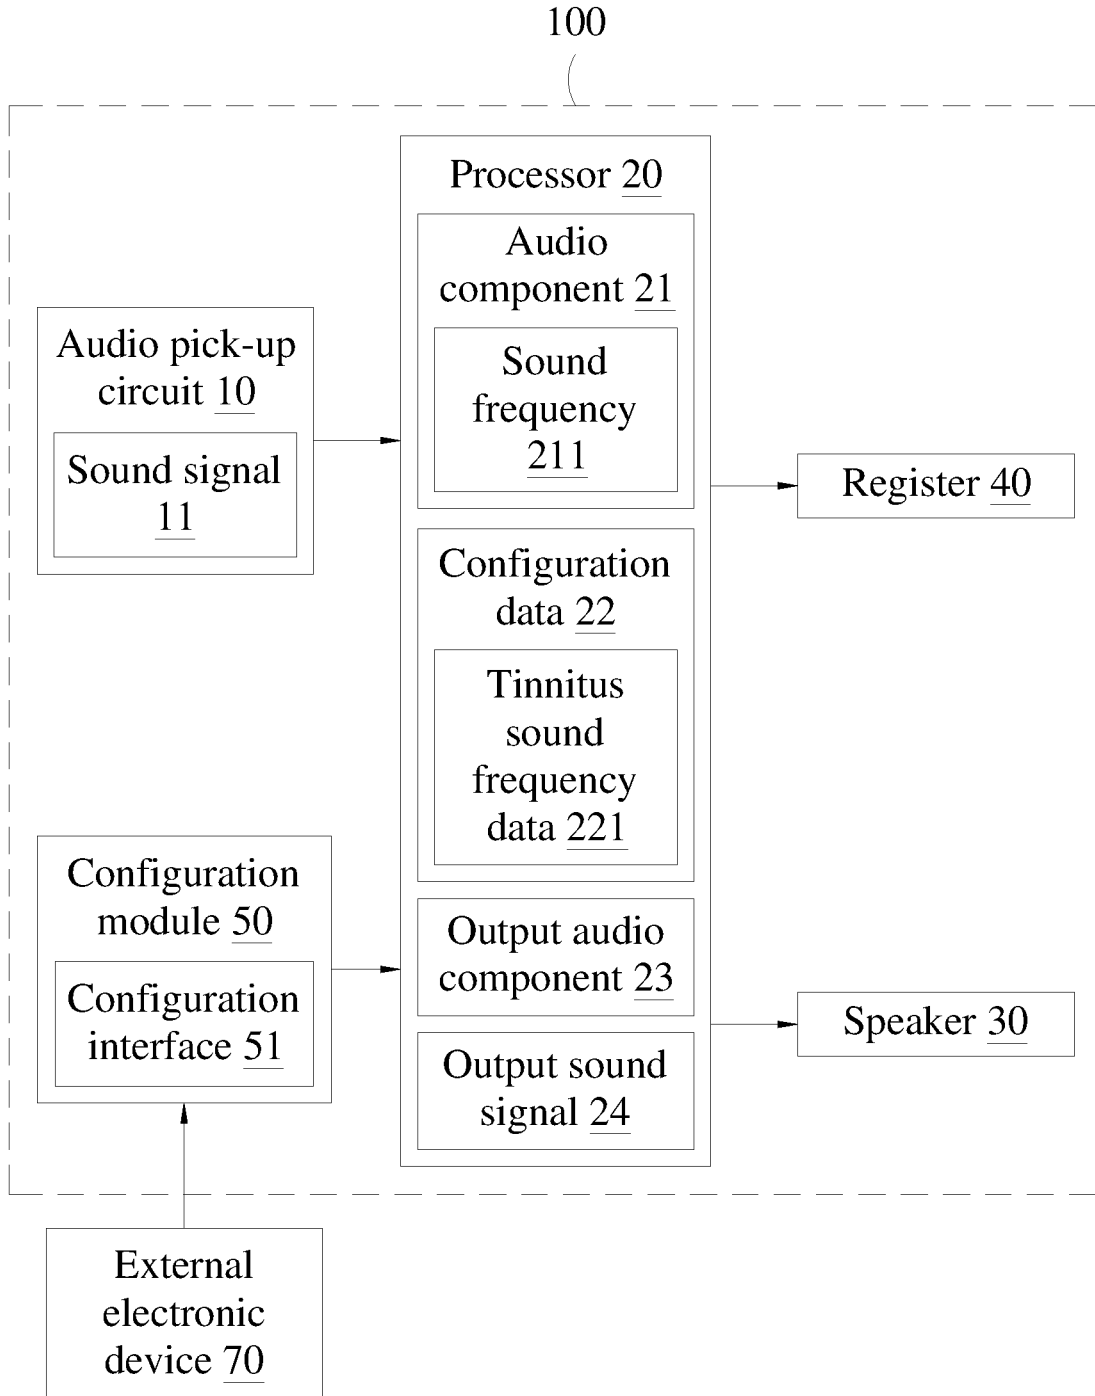 100
Processor 20
Audio
component 21
Sound
frequency
211
Audio pick-up
circuit 10
Sound signal
11
Register 40
Configuration
data 22
Tinnitus
sound
frequency
data 221
Configuration
module 50
Configuration
interface 51
Output audio
component 23
Output sound
signal 24
Speaker 30
External
electronic
device 70